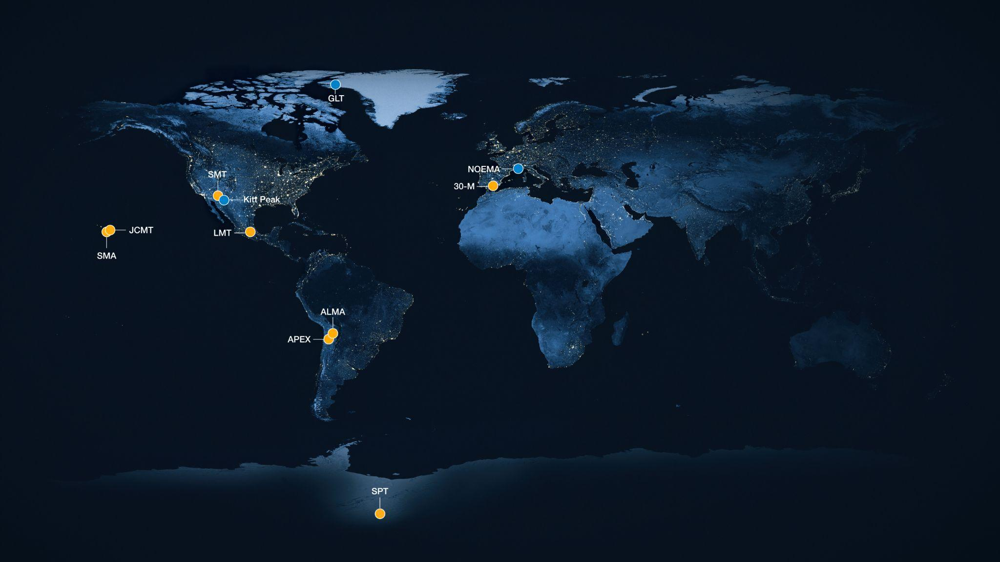 GLT
NOEMA
SMT
30-M
Kitt Peak
JCMT
LMT
SMA
ALMA
APEX
SPT